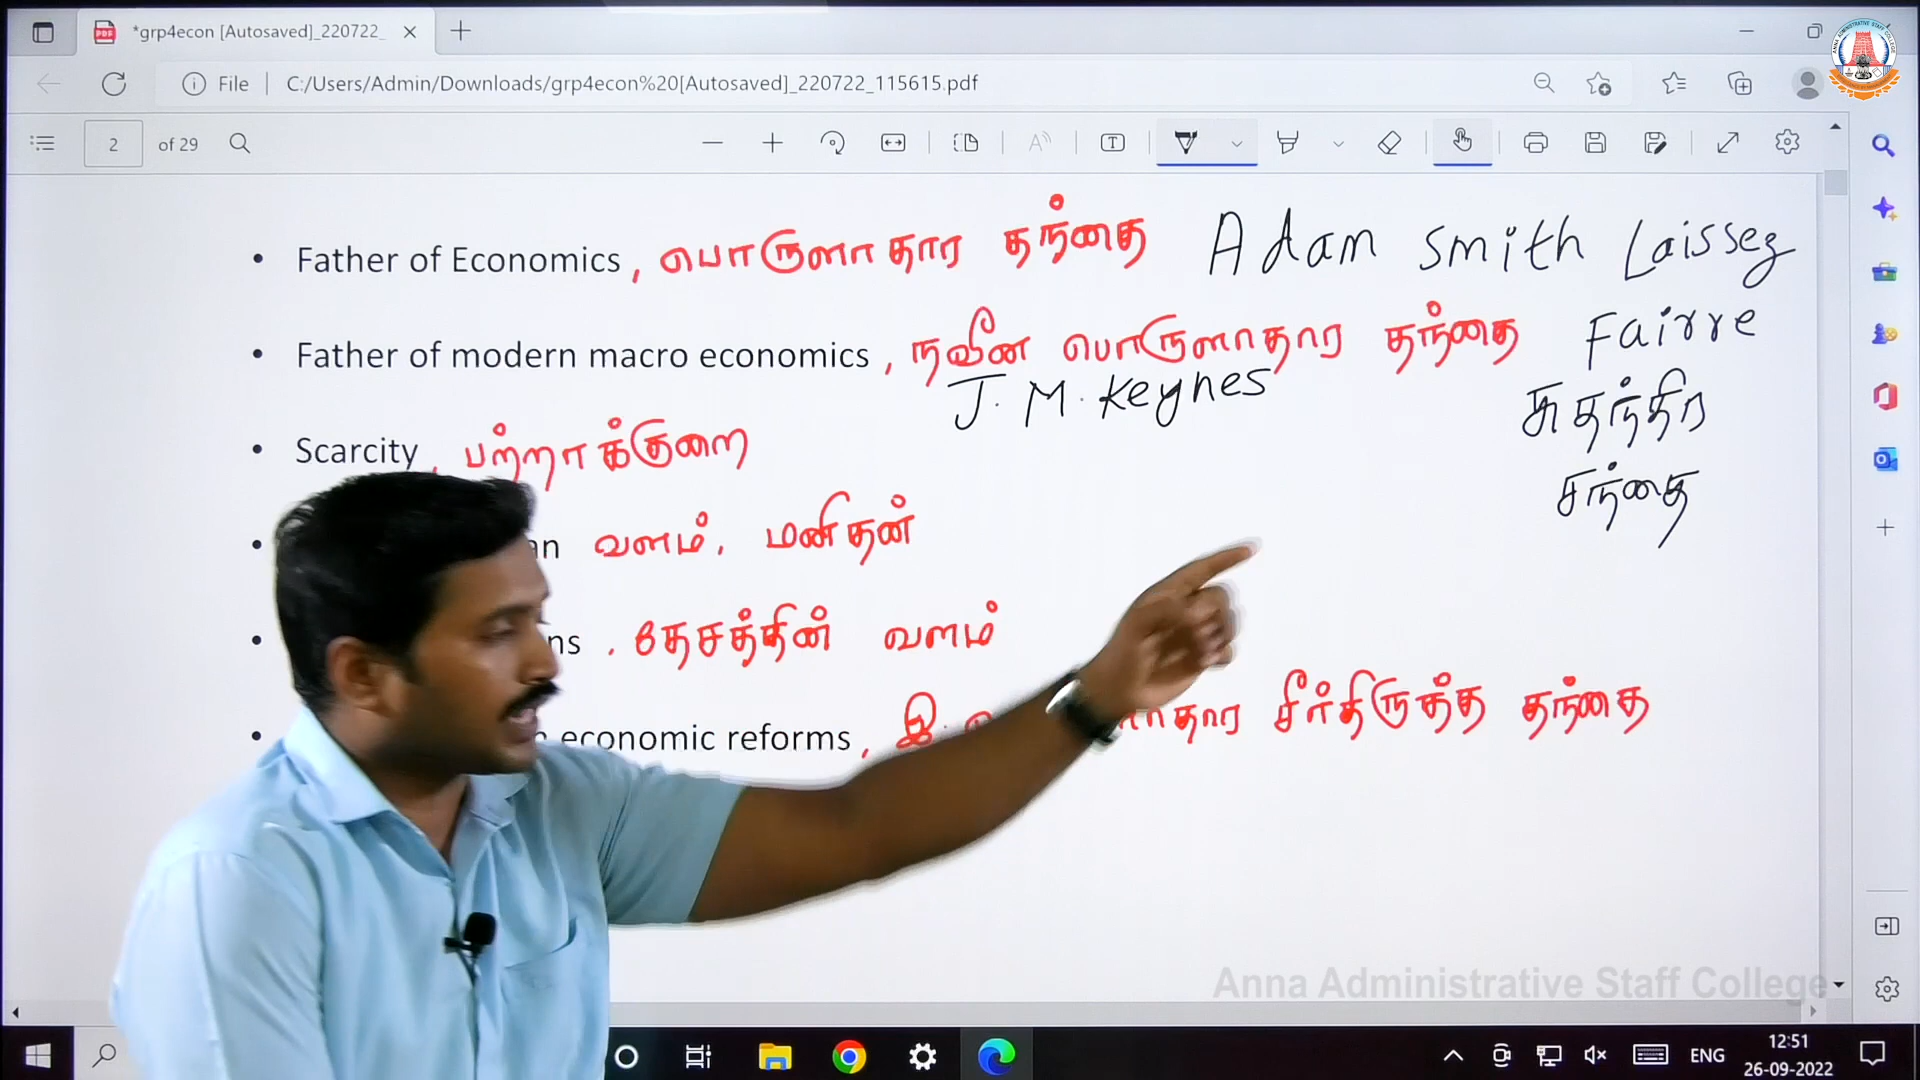 *grp4econ [Autosaved]_220722_
File C:/Users/Admin/Downloads/grp4econ%20[Autosaved]_220722_115615.pdf
2 of 29
• Father of Economics , பொருளாதார தந்தை Adam Smith Laissez
• Father of modern macro economics , நவீன பொருளாதார தந்தை Fairre
J. M. Keynes சுதந்திர
• Scarcity , பற்றாக்குறை
சந்தை
• an வளம், மனிதன்
• ns . தேசத்தின் வளம்
• economic reforms , சீர்திருத்த தந்தை
Anna Administrative Staff College
ENG
12:51
26-09-2022